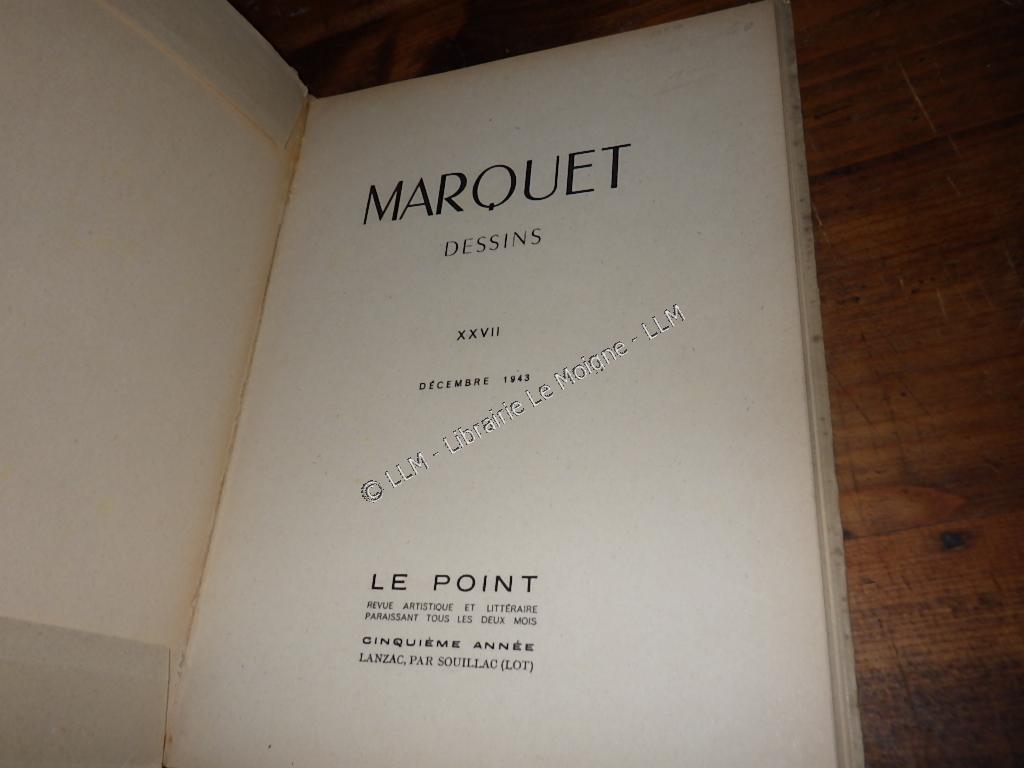 MARQUET
DESSINS
XXVII
DÉCEMBRE 1943
© LLM - Librairie Le Moigne - LLM
LE POINT
REVUE ARTISTIQUE ET LITTÉRAIRE
PARAISSANT TOUS LES DEUX MOIS
CINQUIÈME ANNÉE
LANZAC, PAR SOUILLAC (LOT)